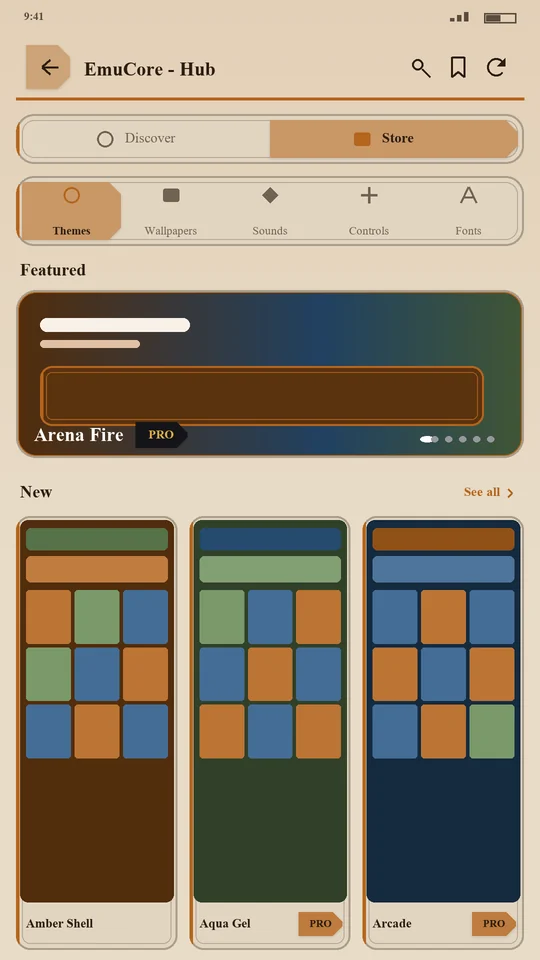 9:41
EmuCore - Hub
Discover
Store
Themes
Wallpapers
Sounds
Controls
Fonts
Featured
Arena Fire
PRO
New
See all
Amber Shell
Aqua Gel
PRO
Arcade
PRO